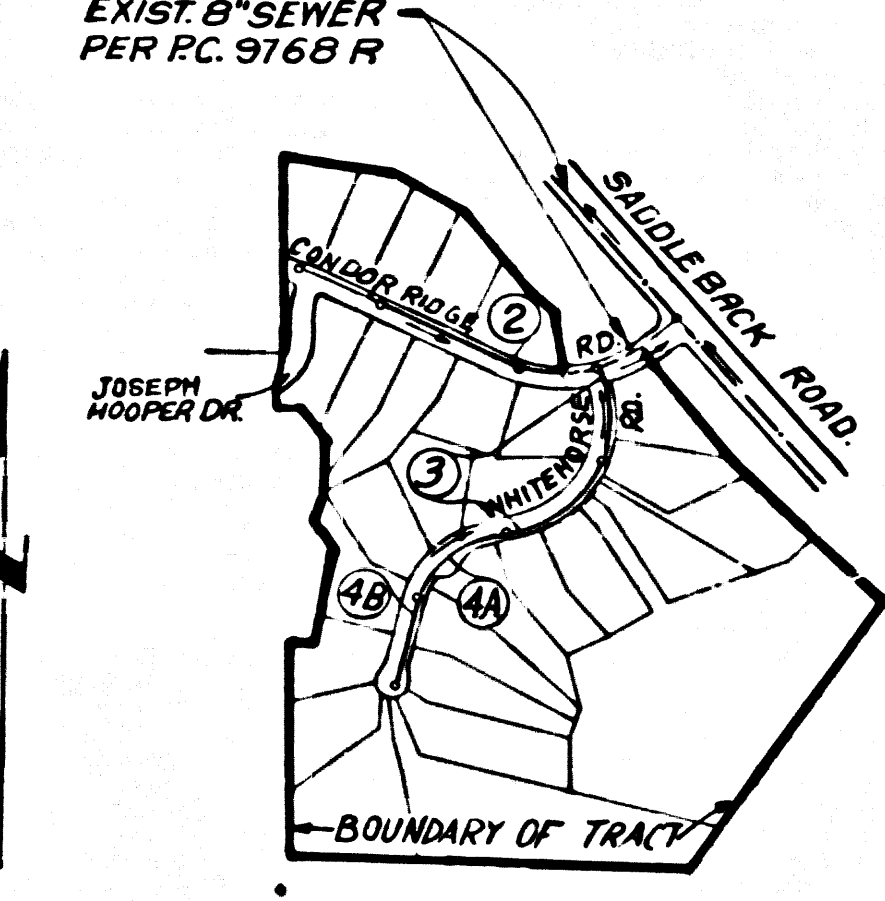 EXIST. 8" SEWER
PER P.C. 9768 R
SADDLEBACK ROAD.
CONDOR RIDGE RD.
2
JOSEPH
HOOPER DR.
WHITEHORSE RD.
3
4B
4A
BOUNDARY OF TRACT